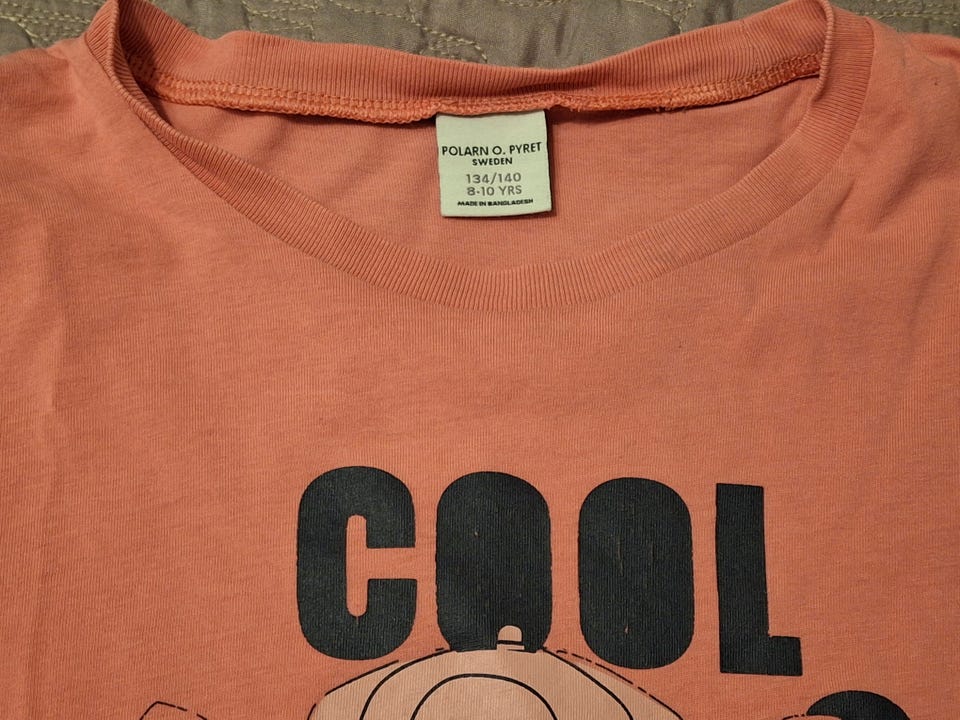 POLARN O. PYRET
SWEDEN
134/140
8-10 YRS
MADE IN BANGLADESH
COOL